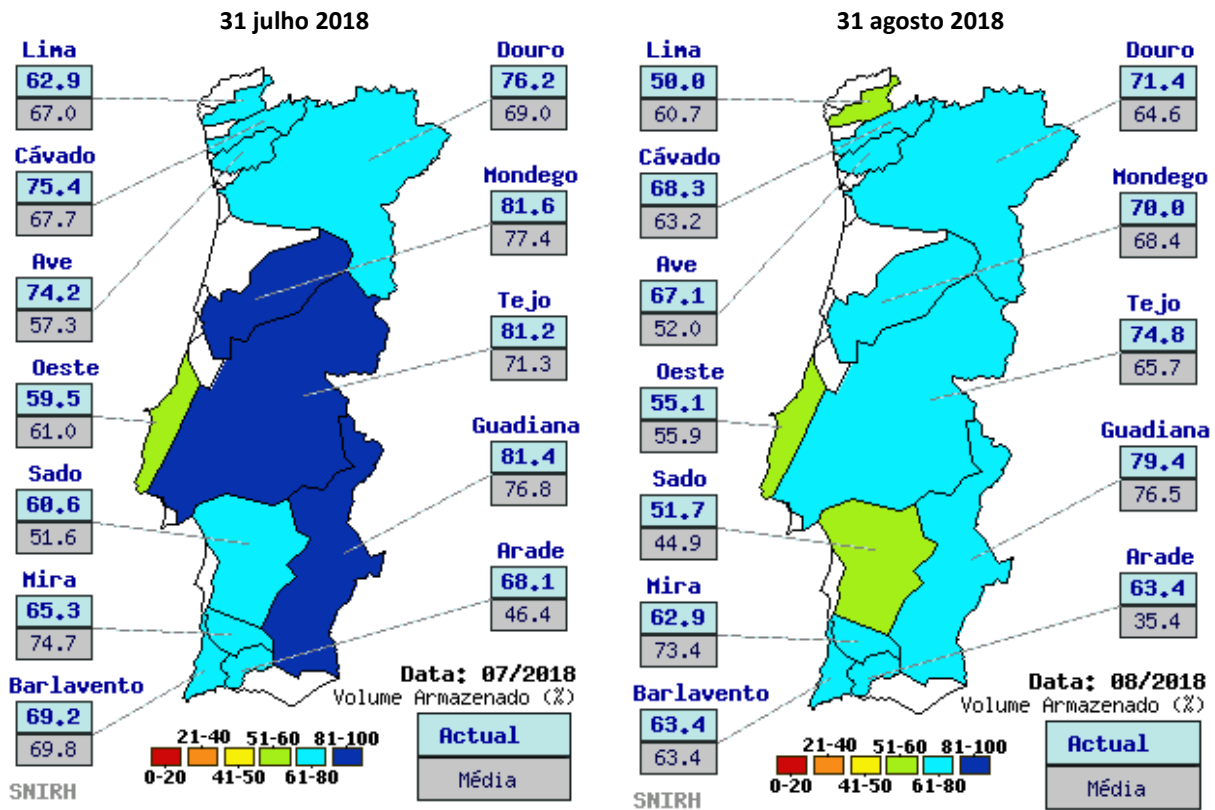 31 julho 2018
Lima
62.9
67.0
Douro
76.2
69.0
Cávado
75.4
67.7
Mondego
81.6
77.4
Ave
74.2
57.3
Tejo
81.2
71.3
Oeste
59.5
61.0
Guadiana
81.4
76.8
Sado
60.6
51.6
Arade
68.1
46.4
Mira
65.3
74.7
Barlavento
69.2
69.8
Data: 07/2018
Volume Armazenado (%)
21-40 51-60 81-100
0-20 41-50 61-80
Actual
Média
SNIRH
31 agosto 2018
Lima
50.0
60.7
Douro
71.4
64.6
Cávado
68.3
63.2
Mondego
70.0
68.4
Ave
67.1
52.0
Tejo
74.8
65.7
Oeste
55.1
55.9
Guadiana
79.4
76.5
Sado
51.7
44.9
Arade
63.4
35.4
Mira
62.9
73.4
Barlavento
63.4
63.4
Data: 08/2018
Volume Armazenado (%)
21-40 51-60 81-100
0-20 41-50 61-80
Actual
Média
SNIRH